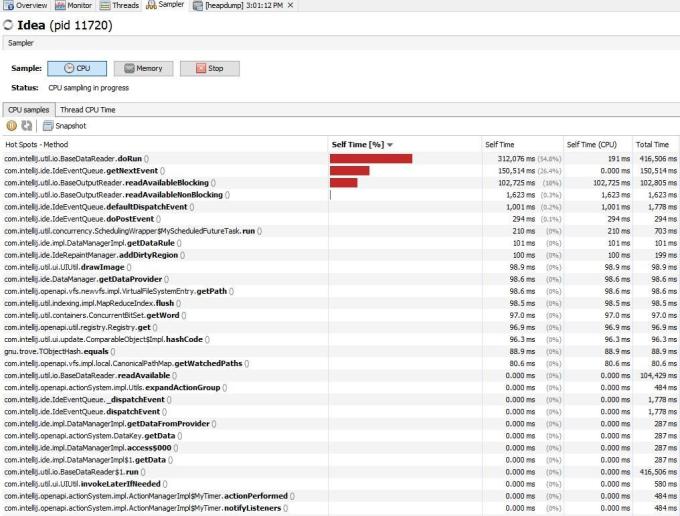 Overview Monitor Threads Sampler [heapdump] 3:01:12 PM
Idea (pid 11720)
Sampler
Sample: CPU Memory Stop
Status: CPU sampling in progress
CPU samples Thread CPU Time
Snapshot
Hot Spots - Method Self Time [%] Self Time Self Time (CPU) Total Time
com.intellij.util.io.BaseDataReader.doRun () 312,076 ms (54.8%) 191 ms 416,506 ms
com.intellij.ide.IdeEventQueue.getNextEvent () 150,514 ms (26.4%) 0.000 ms 150,514 ms
com.intellij.util.io.BaseOutputReader.readAvailableBlocking () 102,725 ms (18%) 102,725 ms 102,805 ms
com.intellij.util.io.BaseOutputReader.readAvailableNonBlocking () 1,623 ms (0.3%) 1,623 ms 1,623 ms
com.intellij.ide.IdeEventQueue.defaultDispatchEvent () 1,001 ms (0.2%) 1,001 ms 1,778 ms
com.intellij.ide.IdeEventQueue.doPostEvent () 294 ms (0.1%) 294 ms 294 ms
com.intellij.util.concurrency.SchedulingWrapper$MyScheduledFutureTask.run () 210 ms (0%) 210 ms 703 ms
com.intellij.ide.impl.DataManagerImpl.getDataRule () 101 ms (0%) 101 ms 101 ms
com.intellij.ide.IdeRepaintManager.addDirtyRegion () 100 ms (0%) 100 ms 199 ms
com.intellij.util.ui.UIUtil.drawImage () 98.9 ms (0%) 98.9 ms 98.9 ms
com.intellij.ide.DataManager.getDataProvider () 98.6 ms (0%) 98.6 ms 98.6 ms
com.intellij.openapi.vfs.newvfs.impl.VirtualFileSystemEntry.getPath () 98.6 ms (0%) 98.6 ms 98.6 ms
com.intellij.util.indexing.impl.MapReduceIndex.flush () 98.5 ms (0%) 98.5 ms 98.5 ms
com.intellij.util.containers.ConcurrentBitSet.getWord () 97.0 ms (0%) 97.0 ms 97.0 ms
com.intellij.openapi.util.registry.Registry.get () 96.9 ms (0%) 96.9 ms 96.9 ms
com.intellij.util.ui.update.ComparableObject$Impl.hashCode () 96.3 ms (0%) 96.3 ms 96.3 ms
gnu.trove.TObjectHash.equals () 88.9 ms (0%) 88.9 ms 88.9 ms
com.intellij.openapi.vfs.impl.local.CanonicalPathMap.getWatchedPaths () 80.6 ms (0%) 80.6 ms 80.6 ms
com.intellij.util.io.BaseDataReader.readAvailable () 0.000 ms (0%) 0.000 ms 104,429 ms
com.intellij.openapi.actionSystem.impl.Utils.expandActionGroup () 0.000 ms (0%) 0.000 ms 484 ms
com.intellij.ide.IdeEventQueue._dispatchEvent () 0.000 ms (0%) 0.000 ms 1,778 ms
com.intellij.ide.IdeEventQueue.dispatchEvent () 0.000 ms (0%) 0.000 ms 1,778 ms
com.intellij.ide.impl.DataManagerImpl.getDataFromProvider () 0.000 ms (0%) 0.000 ms 287 ms
com.intellij.openapi.actionSystem.DataKey.getData () 0.000 ms (0%) 0.000 ms 287 ms
com.intellij.ide.impl.DataManagerImpl.access$000 () 0.000 ms (0%) 0.000 ms 287 ms
com.intellij.ide.impl.DataManagerImpl$1.getData () 0.000 ms (0%) 0.000 ms 287 ms
com.intellij.util.io.BaseDataReader$1.run () 0.000 ms (0%) 0.000 ms 416,506 ms
com.intellij.util.ui.UIUtil.invokeLaterIfNeeded () 0.000 ms (0%) 0.000 ms 580 ms
com.intellij.openapi.actionSystem.impl.ActionManagerImpl$MyTimer.actionPerformed () 0.000 ms (0%) 0.000 ms 484 ms
com.intellij.openapi.actionSystem.impl.ActionManagerImpl$MyTimer.notifyListeners () 0.000 ms (0%) 0.000 ms 484 ms